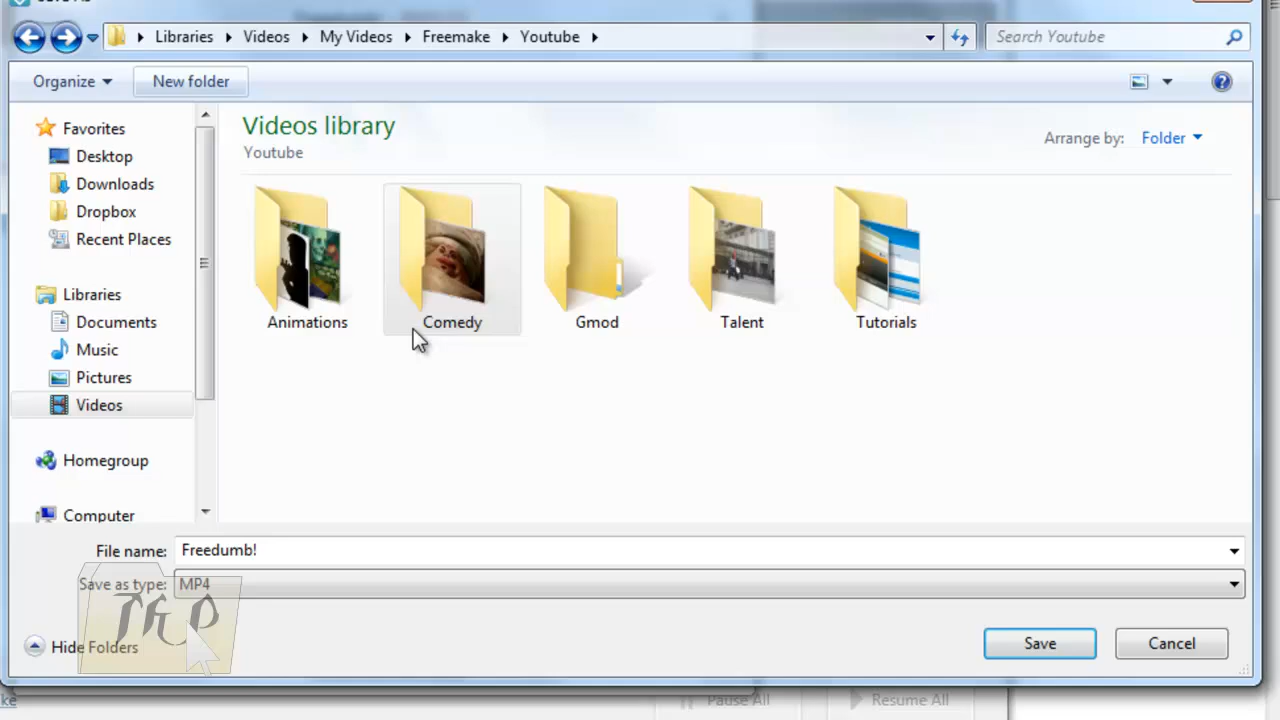 Libraries Videos My Videos Freemake Youtube
Search Youtube
Organize New folder
Favorites
Desktop
Downloads
Dropbox
Recent Places
Libraries
Documents
Music
Pictures
Videos
Homegroup
Computer
Videos library
Youtube
Arrange by: Folder
Animations Comedy Gmod Talent Tutorials
File name: Freedumb!
Save as type: MP4
Hide Folders
Save Cancel
Pause All Resume All